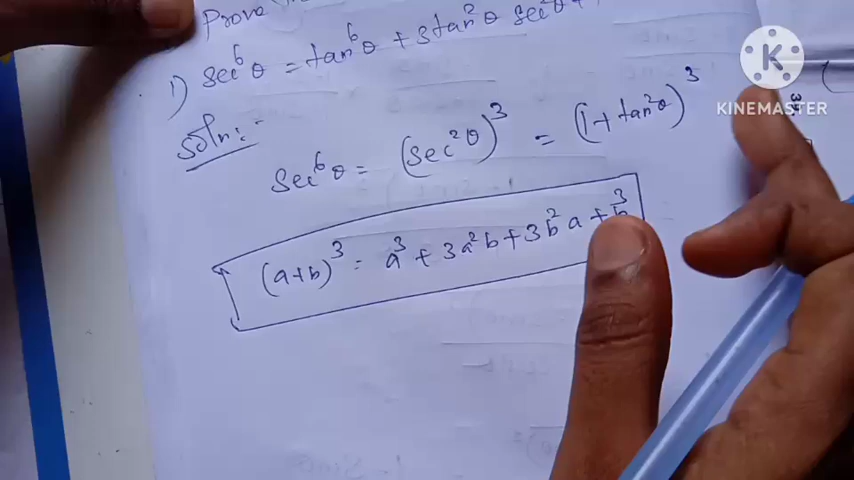 Prove
1) sec⁶θ = tan⁶θ + 3tan²θ sec²θ +
Soln:-
sec⁶θ = (sec²θ)³ = (1+tan²θ)³
(a+b)³ = a³ + 3a²b + 3b²a + b³
KINEMASTER